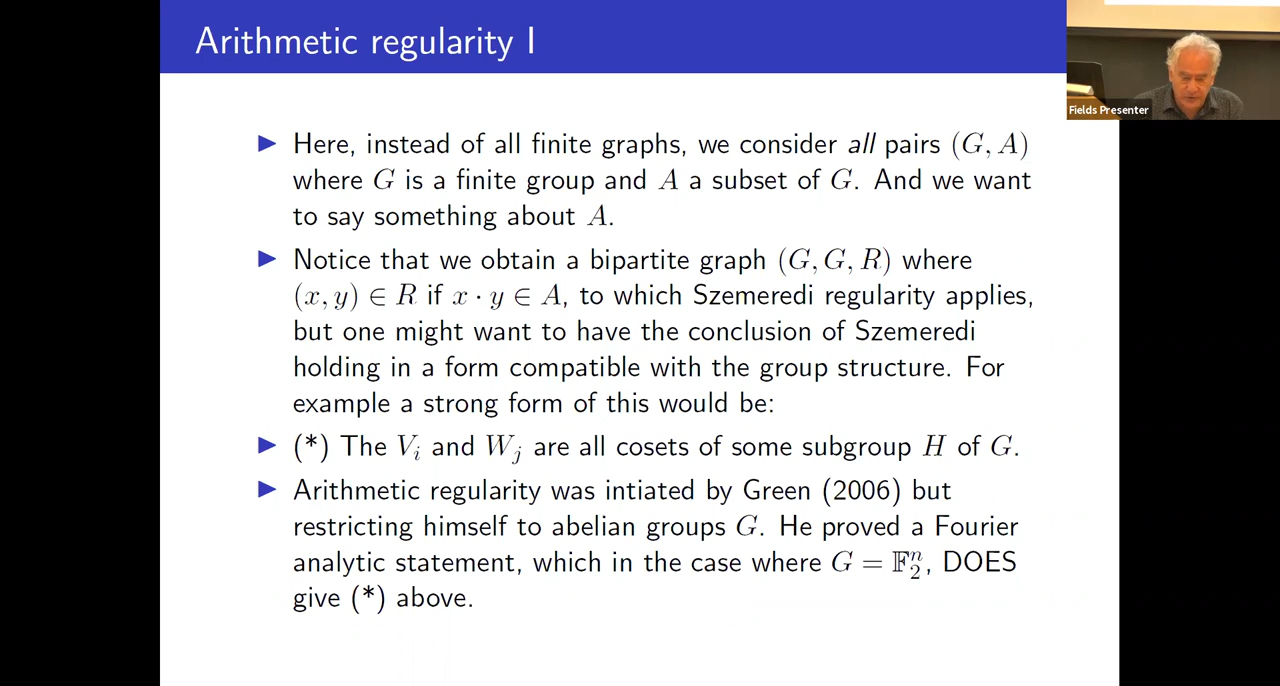 Arithmetic regularity I
Fields Presenter
▶ Here, instead of all finite graphs, we consider all pairs (G, A)
where G is a finite group and A a subset of G. And we want
to say something about A.
▶ Notice that we obtain a bipartite graph (G, G, R) where
(x, y) ∈ R if x · y ∈ A, to which Szemeredi regularity applies,
but one might want to have the conclusion of Szemeredi
holding in a form compatible with the group structure. For
example a strong form of this would be:
▶ (*) The V_i and W_j are all cosets of some subgroup H of G.
▶ Arithmetic regularity was intiated by Green (2006) but
restricting himself to abelian groups G. He proved a Fourier
analytic statement, which in the case where G = 𝔽₂ⁿ, DOES
give (*) above.